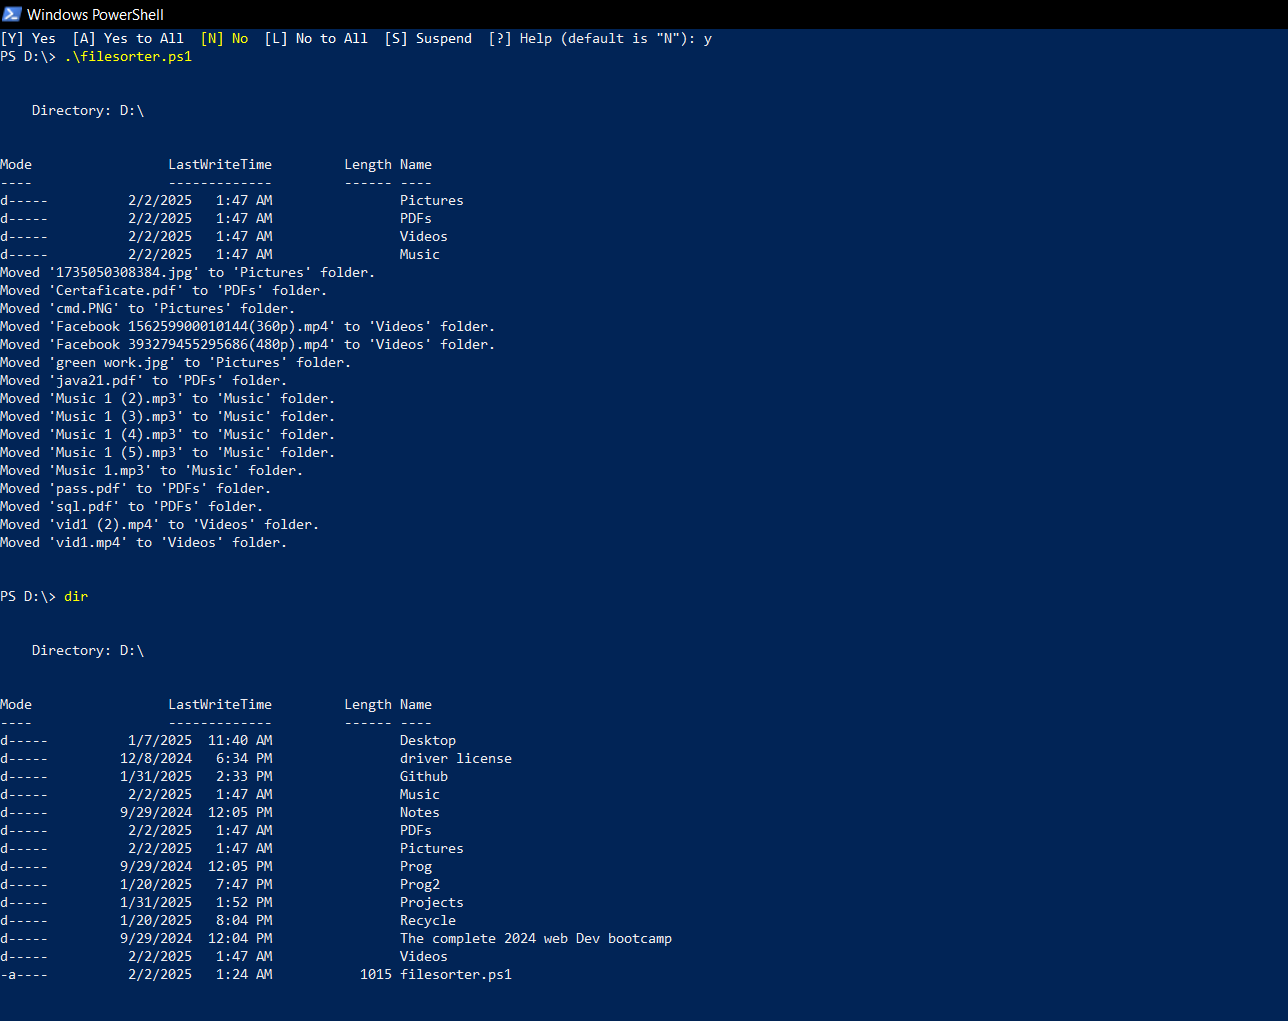 Windows PowerShell
[Y] Yes  [A] Yes to All  [N] No  [L] No to All  [S] Suspend  [?] Help (default is "N"): y
PS D:\> .\filesorter.ps1
Directory: D:\
Mode                 LastWriteTime         Length Name
----                 -------------         ------ ----
d-----          2/2/2025   1:47 AM                Pictures
d-----          2/2/2025   1:47 AM                PDFs
d-----          2/2/2025   1:47 AM                Videos
d-----          2/2/2025   1:47 AM                Music
Moved '1735050308384.jpg' to 'Pictures' folder.
Moved 'Certaficate.pdf' to 'PDFs' folder.
Moved 'cmd.PNG' to 'Pictures' folder.
Moved 'Facebook 156259900010144(360p).mp4' to 'Videos' folder.
Moved 'Facebook 393279455295686(480p).mp4' to 'Videos' folder.
Moved 'green work.jpg' to 'Pictures' folder.
Moved 'java21.pdf' to 'PDFs' folder.
Moved 'Music 1 (2).mp3' to 'Music' folder.
Moved 'Music 1 (3).mp3' to 'Music' folder.
Moved 'Music 1 (4).mp3' to 'Music' folder.
Moved 'Music 1 (5).mp3' to 'Music' folder.
Moved 'Music 1.mp3' to 'Music' folder.
Moved 'pass.pdf' to 'PDFs' folder.
Moved 'sql.pdf' to 'PDFs' folder.
Moved 'vid1 (2).mp4' to 'Videos' folder.
Moved 'vid1.mp4' to 'Videos' folder.
PS D:\> dir
Directory: D:\
Mode                 LastWriteTime         Length Name
----                 -------------         ------ ----
d-----          1/7/2025  11:40 AM                Desktop
d-----         12/8/2024   6:34 PM                driver license
d-----         1/31/2025   2:33 PM                Github
d-----          2/2/2025   1:47 AM                Music
d-----         9/29/2024  12:05 PM                Notes
d-----          2/2/2025   1:47 AM                PDFs
d-----          2/2/2025   1:47 AM                Pictures
d-----         9/29/2024  12:05 PM                Prog
d-----         1/20/2025   7:47 PM                Prog2
d-----         1/31/2025   1:52 PM                Projects
d-----         1/20/2025   8:04 PM                Recycle
d-----         9/29/2024  12:04 PM                The complete 2024 web Dev bootcamp
d-----          2/2/2025   1:47 AM                Videos
-a----          2/2/2025   1:24 AM           1015 filesorter.ps1